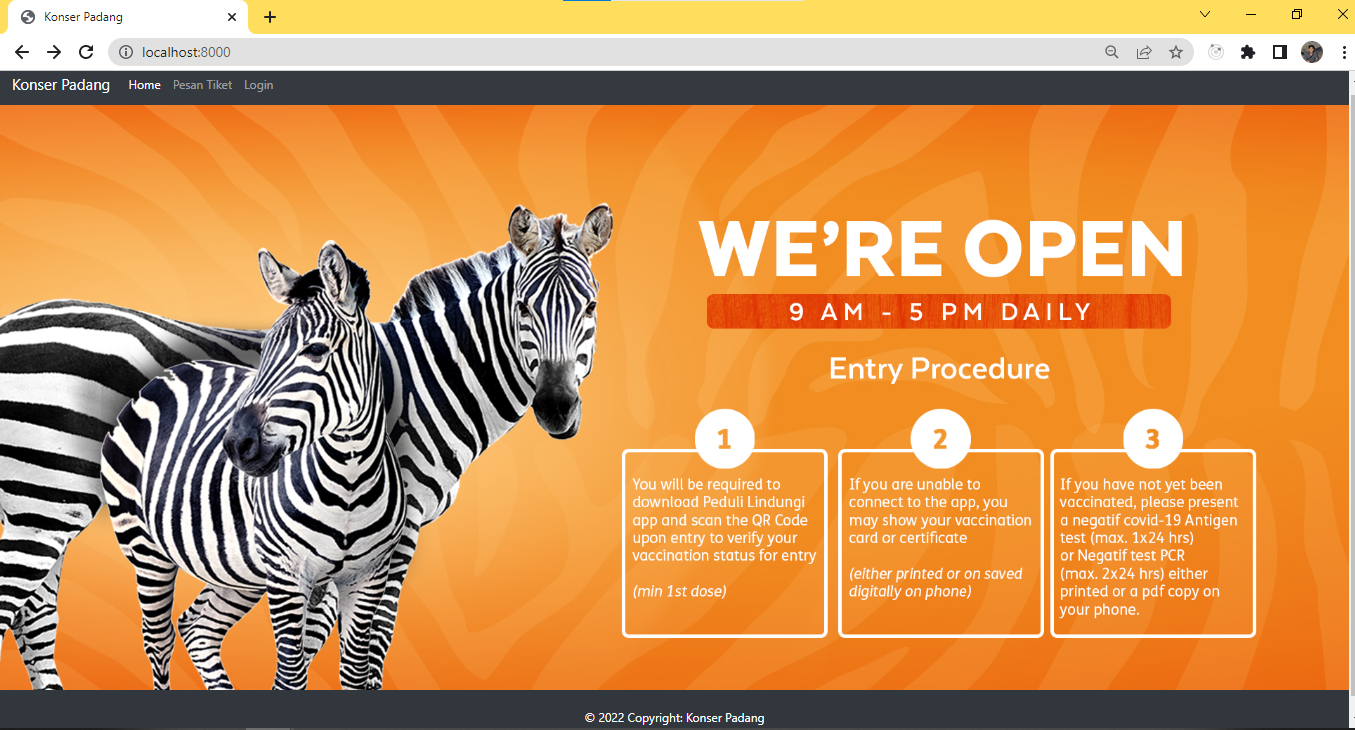 Konser Padang
localhost:8000
Konser Padang Home Pesan Tiket Login
WE'RE OPEN
9 AM - 5 PM DAILY
Entry Procedure
1
You will be required to
download Peduli Lindungi
app and scan the QR Code
upon entry to verify your
vaccination status for entry
(min 1st dose)
2
If you are unable to
connect to the app, you
may show your vaccination
card or certificate
(either printed or on saved
digitally on phone)
3
If you have not yet been
vaccinated, please present
a negatif covid-19 Antigen
test (max. 1x24 hrs)
or Negatif test PCR
(max. 2x24 hrs) either
printed or a pdf copy on
your phone.
© 2022 Copyright: Konser Padang